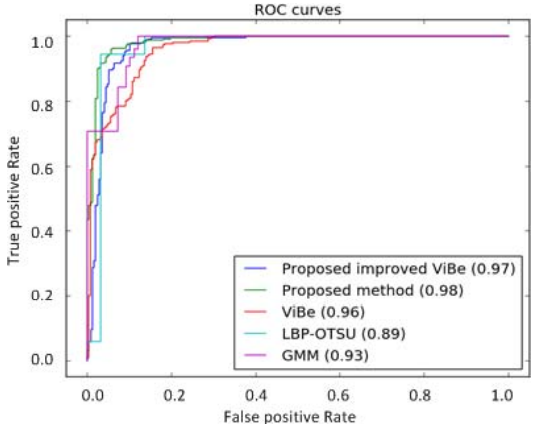 ROC curves
True positive Rate
1.0
0.8
0.6
0.4
0.2
0.0
Proposed improved ViBe (0.97)
Proposed method (0.98)
ViBe (0.96)
LBP-OTSU (0.89)
GMM (0.93)
0.0 0.2 0.4 0.6 0.8 1.0
False positive Rate